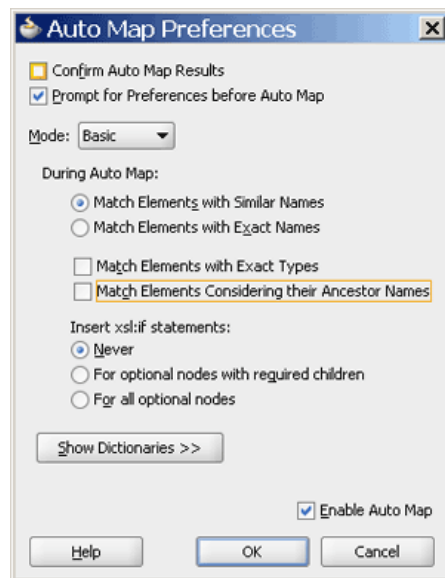 Auto Map Preferences
Confirm Auto Map Results
Prompt for Preferences before Auto Map
Mode: Basic
During Auto Map:
Match Elements with Similar Names
Match Elements with Exact Names
Match Elements with Exact Types
Match Elements Considering their Ancestor Names
Insert xsl:if statements:
Never
For optional nodes with required children
For all optional nodes
Show Dictionaries >>
Enable Auto Map
Help OK Cancel